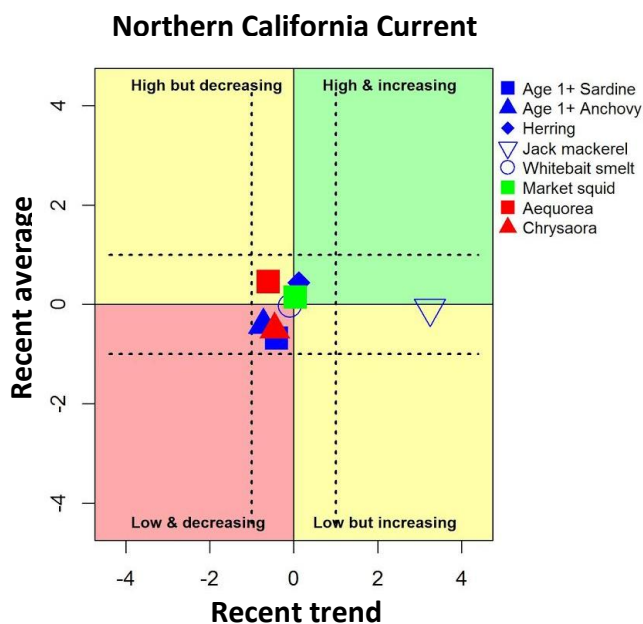 Northern California Current
High but decreasing
High & increasing
Age 1+ Sardine
Age 1+ Anchovy
Herring
Jack mackerel
Whitebait smelt
Market squid
Aequorea
Chrysaora
4
2
0
-2
-4
Recent average
Low & decreasing
Low but increasing
-4
-2
0
2
4
Recent trend